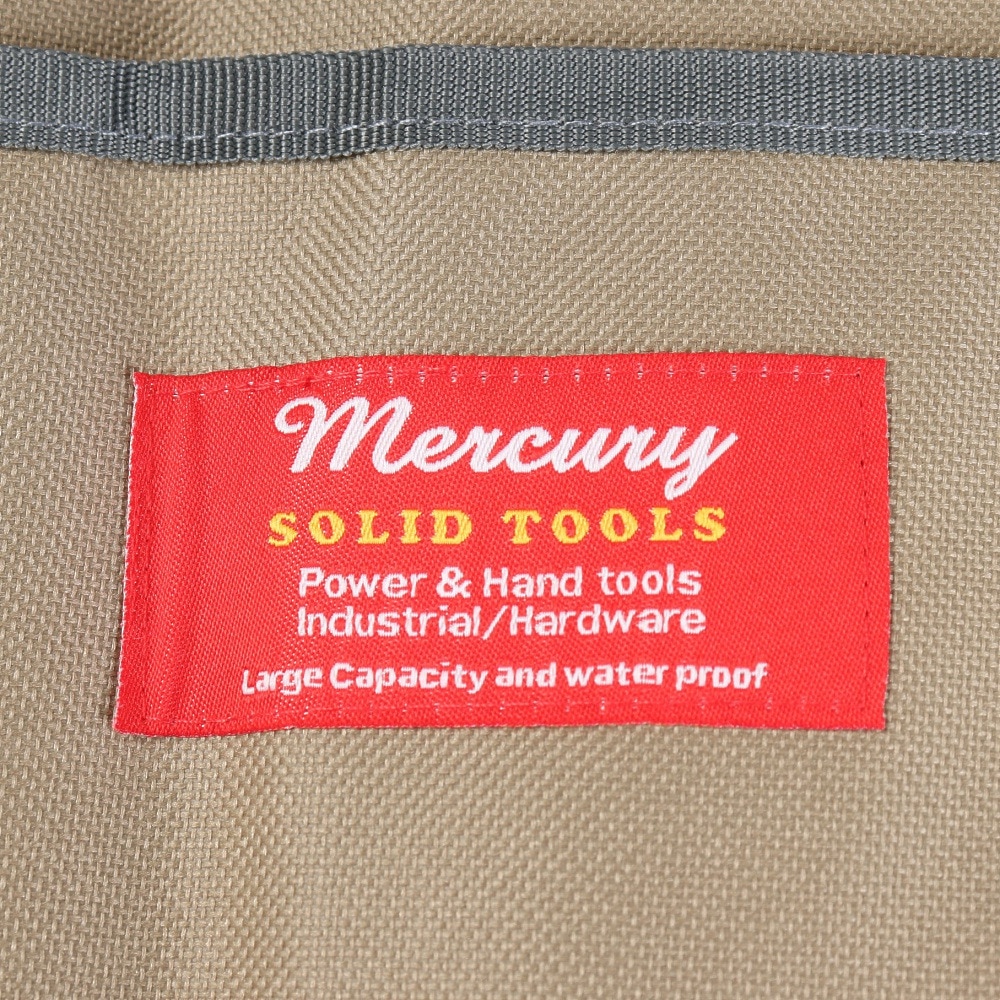 Mercury
SOLID TOOLS
Power & Hand tools
Industrial/Hardware
Large Capacity and water proof